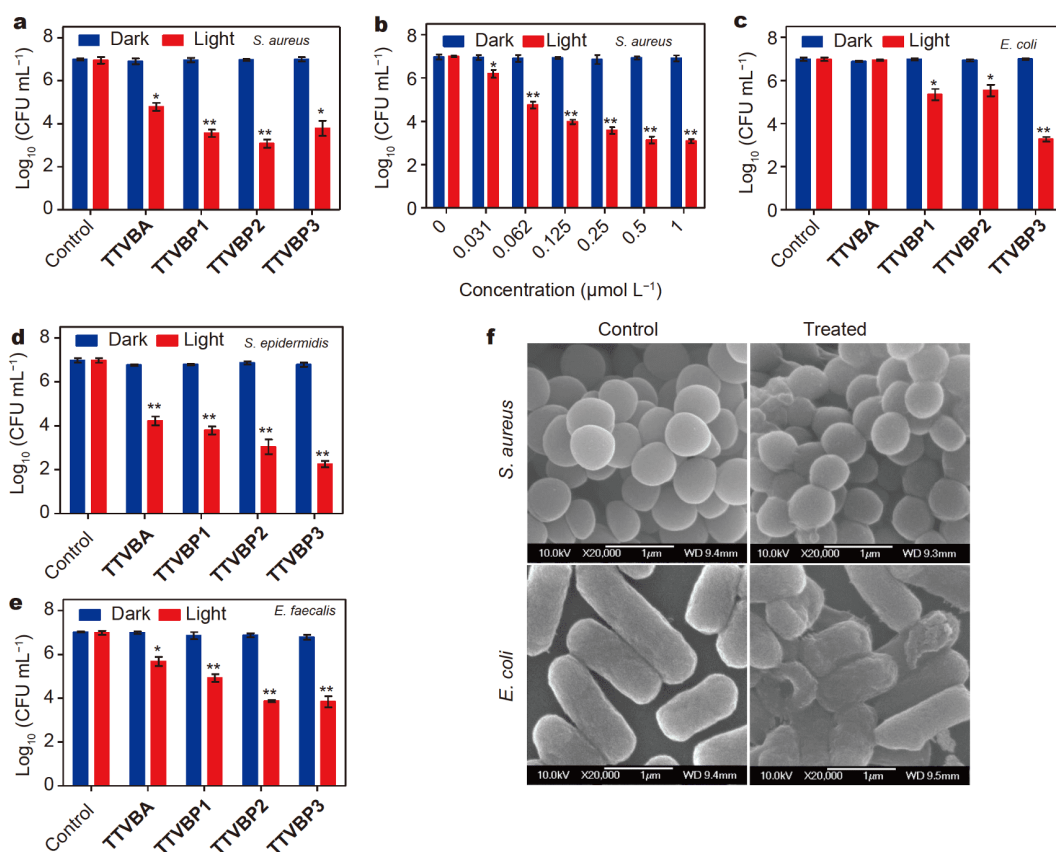 a
Dark Light S. aureus
Log₁₀ (CFU mL⁻¹)
9
6
4
2
0
Control
TTVBA
TTVBP1
TTVBP2
TTVBP3
* ** ** *
b
Dark Light S. aureus
Log₁₀ (CFU mL⁻¹)
9
6
4
2
0
* ** ** ** ** **
0
0.031
0.062
0.125
0.25
0.5
1
Concentration (μmol L⁻¹)
c
Dark Light E. coli
Log₁₀ (CFU mL⁻¹)
9
6
4
2
0
* * **
Control
TTVBA
TTVBP1
TTVBP2
TTVBP3
d
Dark Light
S. epidermidis
Log₁₀ (CFU mL⁻¹)
9
6
4
2
0
** ** ** **
Control
TTVBA
TTVBP1
TTVBP2
TTVBP3
e
Dark Light E. faecalis
Log₁₀ (CFU mL⁻¹)
9
6
4
2
0
* ** ** **
Control
TTVBA
TTVBP1
TTVBP2
TTVBP3
f
Control Treated
S. aureus
10.0kV X20,000 1μm WD 9.4mm
10.0kV X20,000 1μm WD 9.3mm
E. coli
10.0kV X20,000 1μm WD 9.4mm
10.0kV X20,000 1μm WD 9.5mm